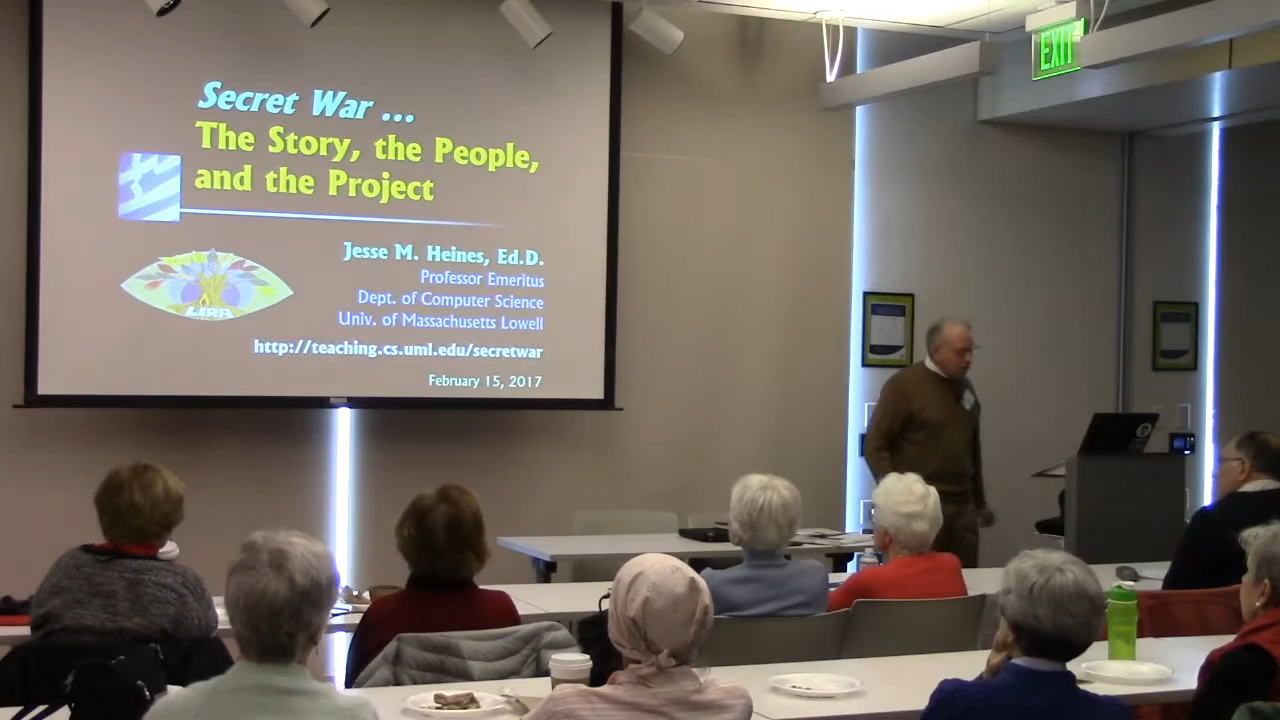 Secret War ...
The Story, the People,
and the Project
Jesse M. Heines, Ed.D.
Professor Emeritus
Dept. of Computer Science
Univ. of Massachusetts Lowell
LIRA
http://teaching.cs.uml.edu/secretwar
February 15, 2017
EXIT